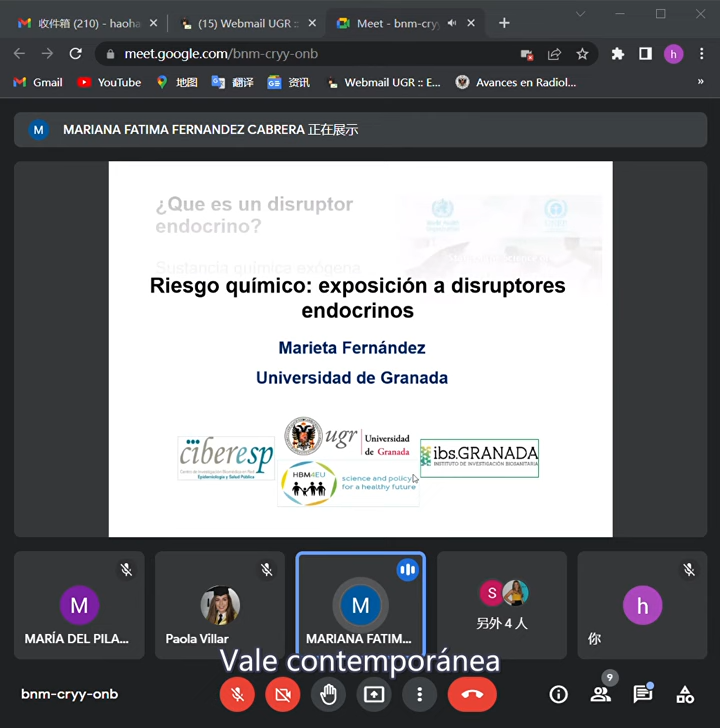 收件箱 (210) - haoha
(15) Webmail UGR ::
Meet - bnm-cry
meet.google.com/bnm-cryy-onb
h
Gmail
YouTube
地图
翻译
资讯
Webmail UGR :: E...
Avances en Radiol...
»
M
MARIANA FATIMA FERNANDEZ CABRERA 正在展示
¿Que es un disruptor
endocrino?
Sustancia química exógena
Riesgo químico: exposición a disruptores
endocrinos
Marieta Fernández
Universidad de Granada
ciberesp
Epidemiología y Salud Pública
ugr
Universidad
de Granada
HBM4EU
science and policy
for a healthy future
ibs.GRANADA
INSTITUTO DE INVESTIGACIÓN BIOSANITARIA
M
MARÍA DEL PILA...
Paola Villar
M
MARIANA FATIM...
S
另外 4 人
h
你
Vale contemporánea
bnm-cryy-onb
9